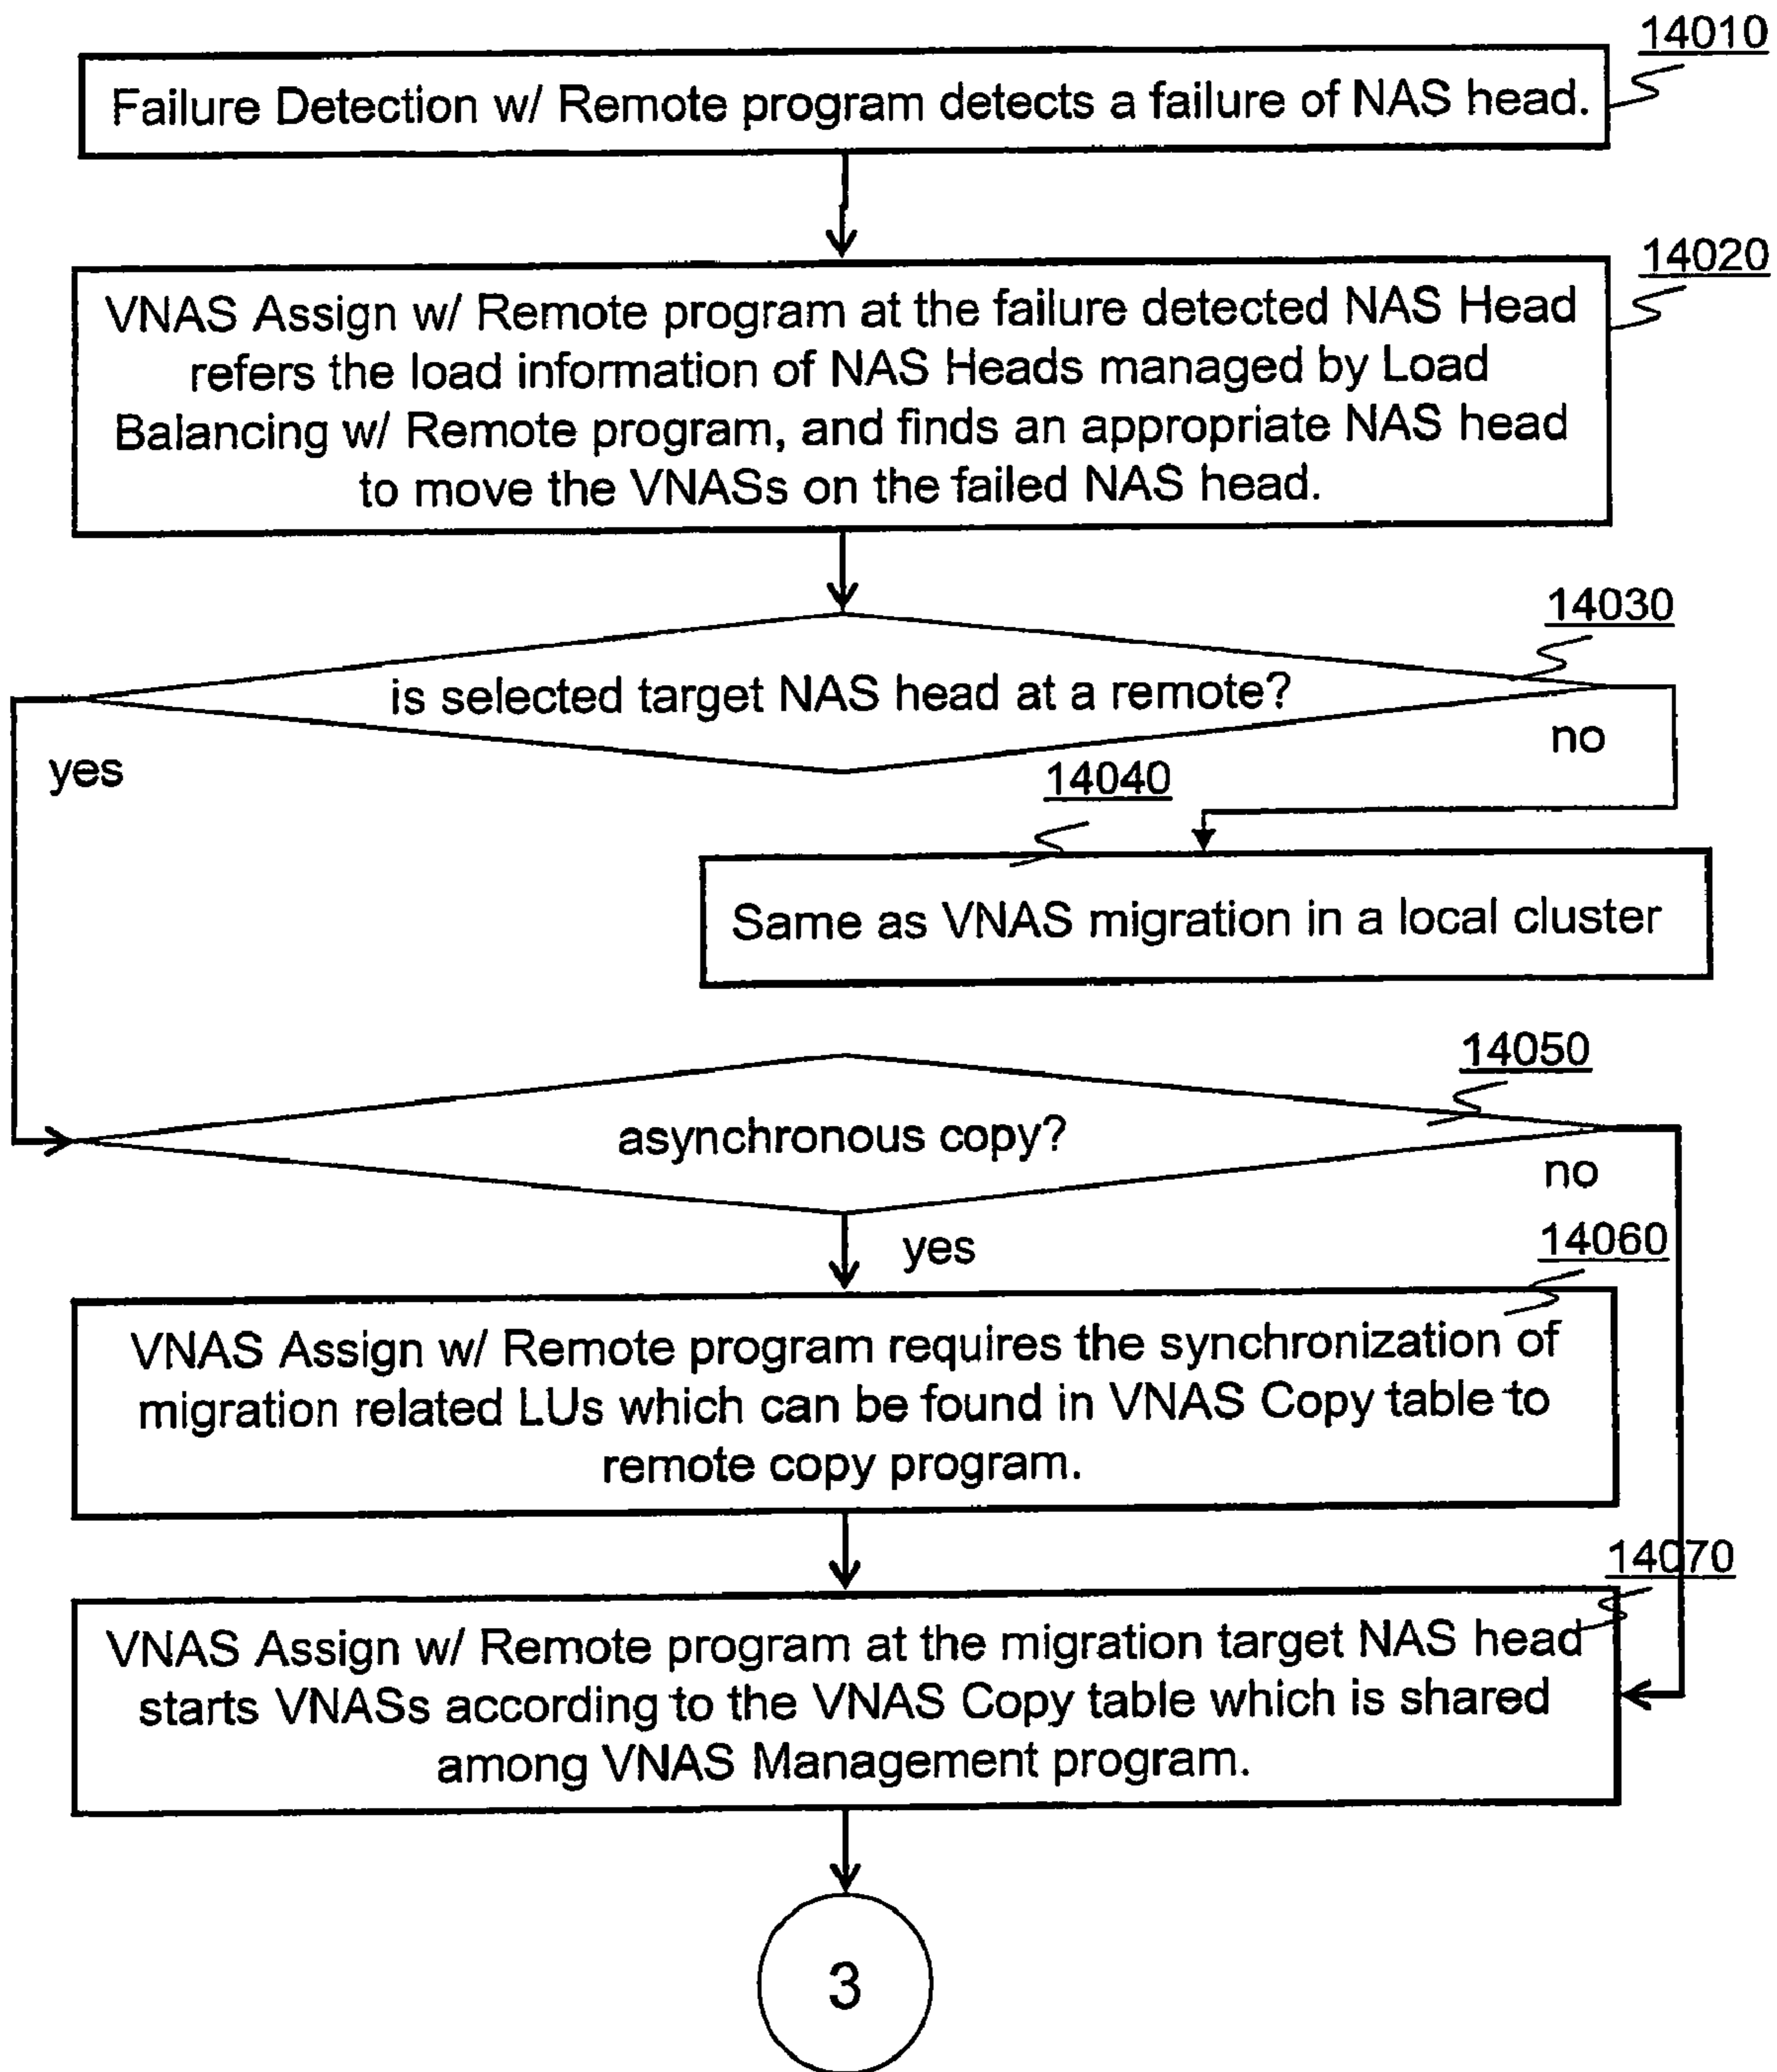 14010
Failure Detection w/ Remote program detects a failure of NAS head.
14020
VNAS Assign w/ Remote program at the failure detected NAS Head
refers the load information of NAS Heads managed by Load
Balancing w/ Remote program, and finds an appropriate NAS head
to move the VNASs on the failed NAS head.
14030
is selected target NAS head at a remote?
yes
no
14040
Same as VNAS migration in a local cluster
14050
asynchronous copy?
no
yes
14060
VNAS Assign w/ Remote program requires the synchronization of
migration related LUs which can be found in VNAS Copy table to
remote copy program.
14070
VNAS Assign w/ Remote program at the migration target NAS head
starts VNASs according to the VNAS Copy table which is shared
among VNAS Management program.
3